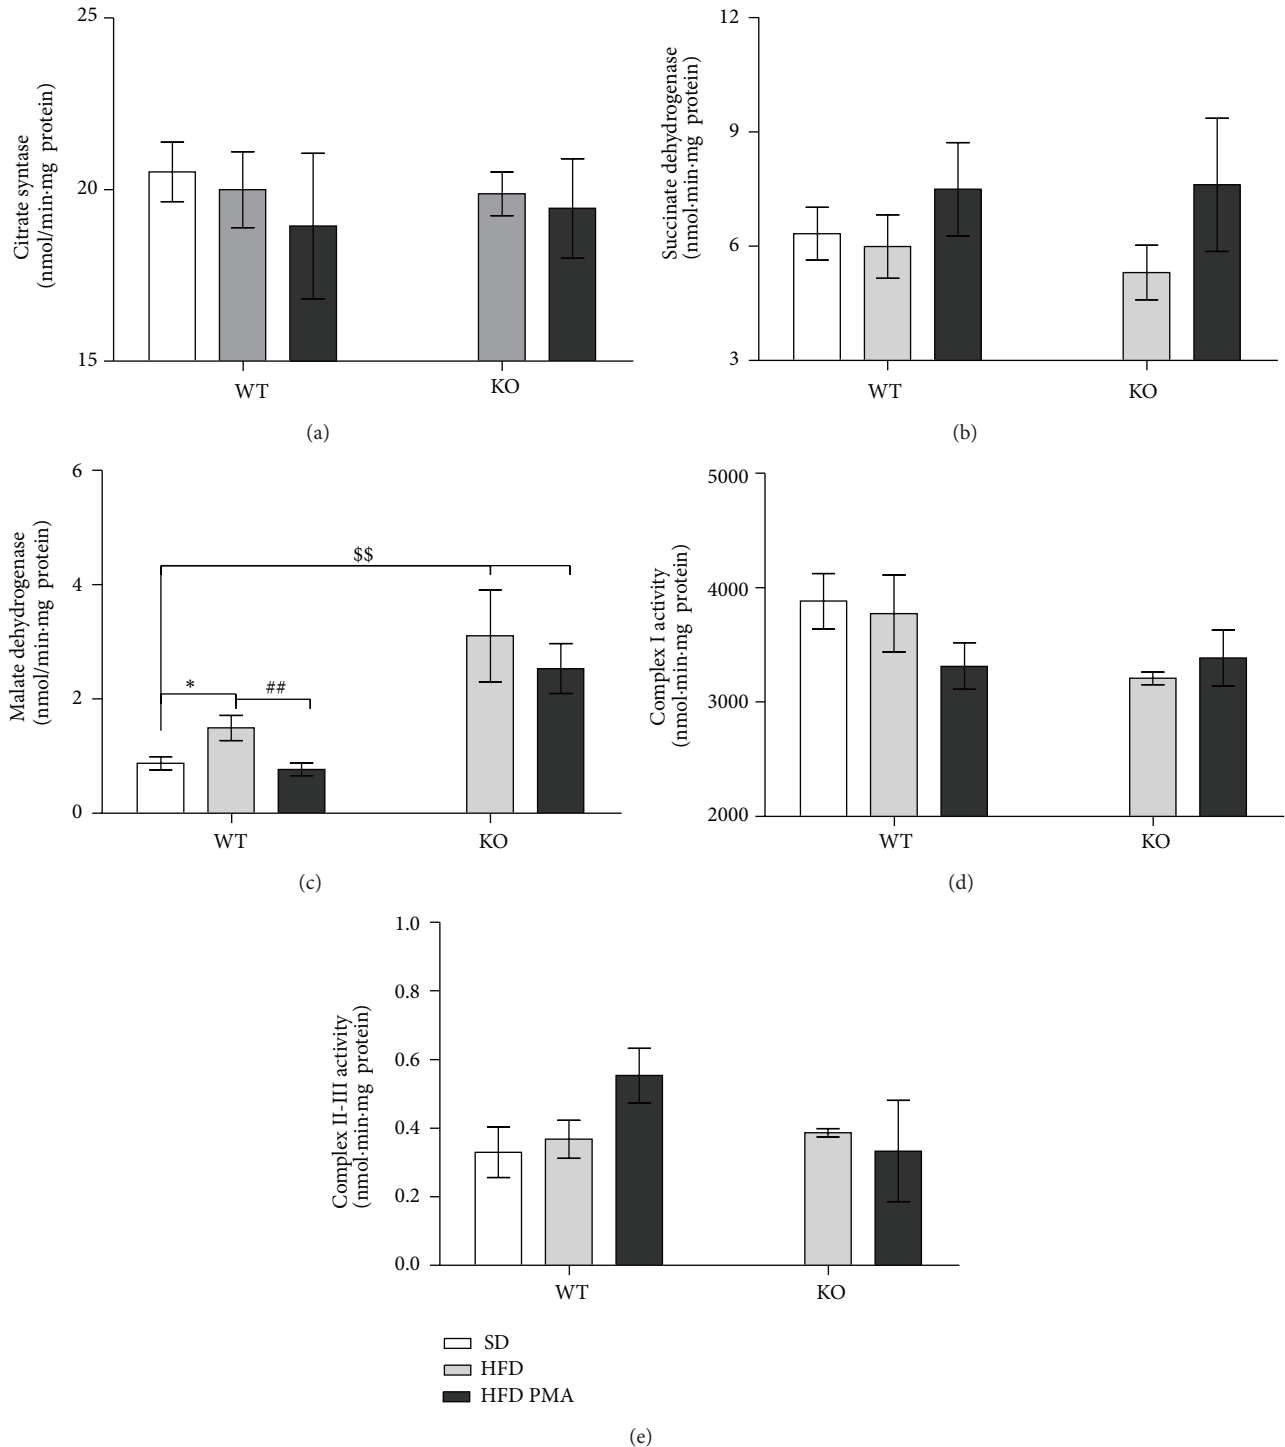 25
20
15
Citrate syntase
(nmol/min·mg protein)
WT
KO
(a)
12
9
6
3
Succinate dehydrogenase
(nmol·min·mg protein)
WT
KO
(b)
6
4
2
0
Malate dehydrogenase
(nmol/min·mg protein)
$$
*
##
WT
KO
(c)
5000
4000
3000
2000
Complex I activity
(nmol·min·mg protein)
WT
KO
(d)
1.0
0.8
0.6
0.4
0.2
0.0
Complex II-III activity
(nmol·min·mg protein)
WT
KO
SD
HFD
HFD PMA
(e)